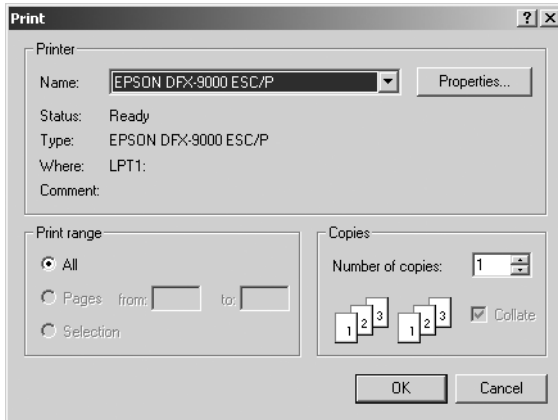 Print
Printer
Name: EPSON DFX-9000 ESC/P Properties...
Status: Ready
Type: EPSON DFX-9000 ESC/P
Where: LPT1:
Comment:
Print range
All
Pages from: to:
Selection
Copies
Number of copies: 1
1 2 3 1 2 3 Collate
OK Cancel